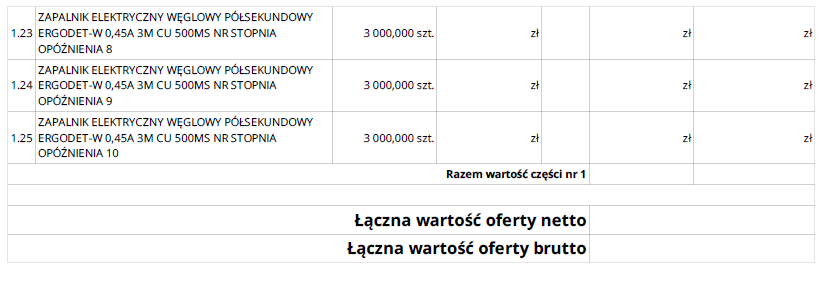 ZAPALNIK ELEKTRYCZNY WĘGLOWY PÓŁSEKUNDOWY
1.23 ERGODET-W 0,45A 3M CU 500MS NR STOPNIA 3 000,000 szt. zł zł zł
OPÓŹNIENIA 8
ZAPALNIK ELEKTRYCZNY WĘGLOWY PÓŁSEKUNDOWY
1.24 ERGODET-W 0,45A 3M CU 500MS NR STOPNIA 3 000,000 szt. zł zł zł
OPÓŹNIENIA 9
ZAPALNIK ELEKTRYCZNY WĘGLOWY PÓŁSEKUNDOWY
1.25 ERGODET-W 0,45A 3M CU 500MS NR STOPNIA 3 000,000 szt. zł zł zł
OPÓŹNIENIA 10
Razem wartość części nr 1
Łączna wartość oferty netto
Łączna wartość oferty brutto